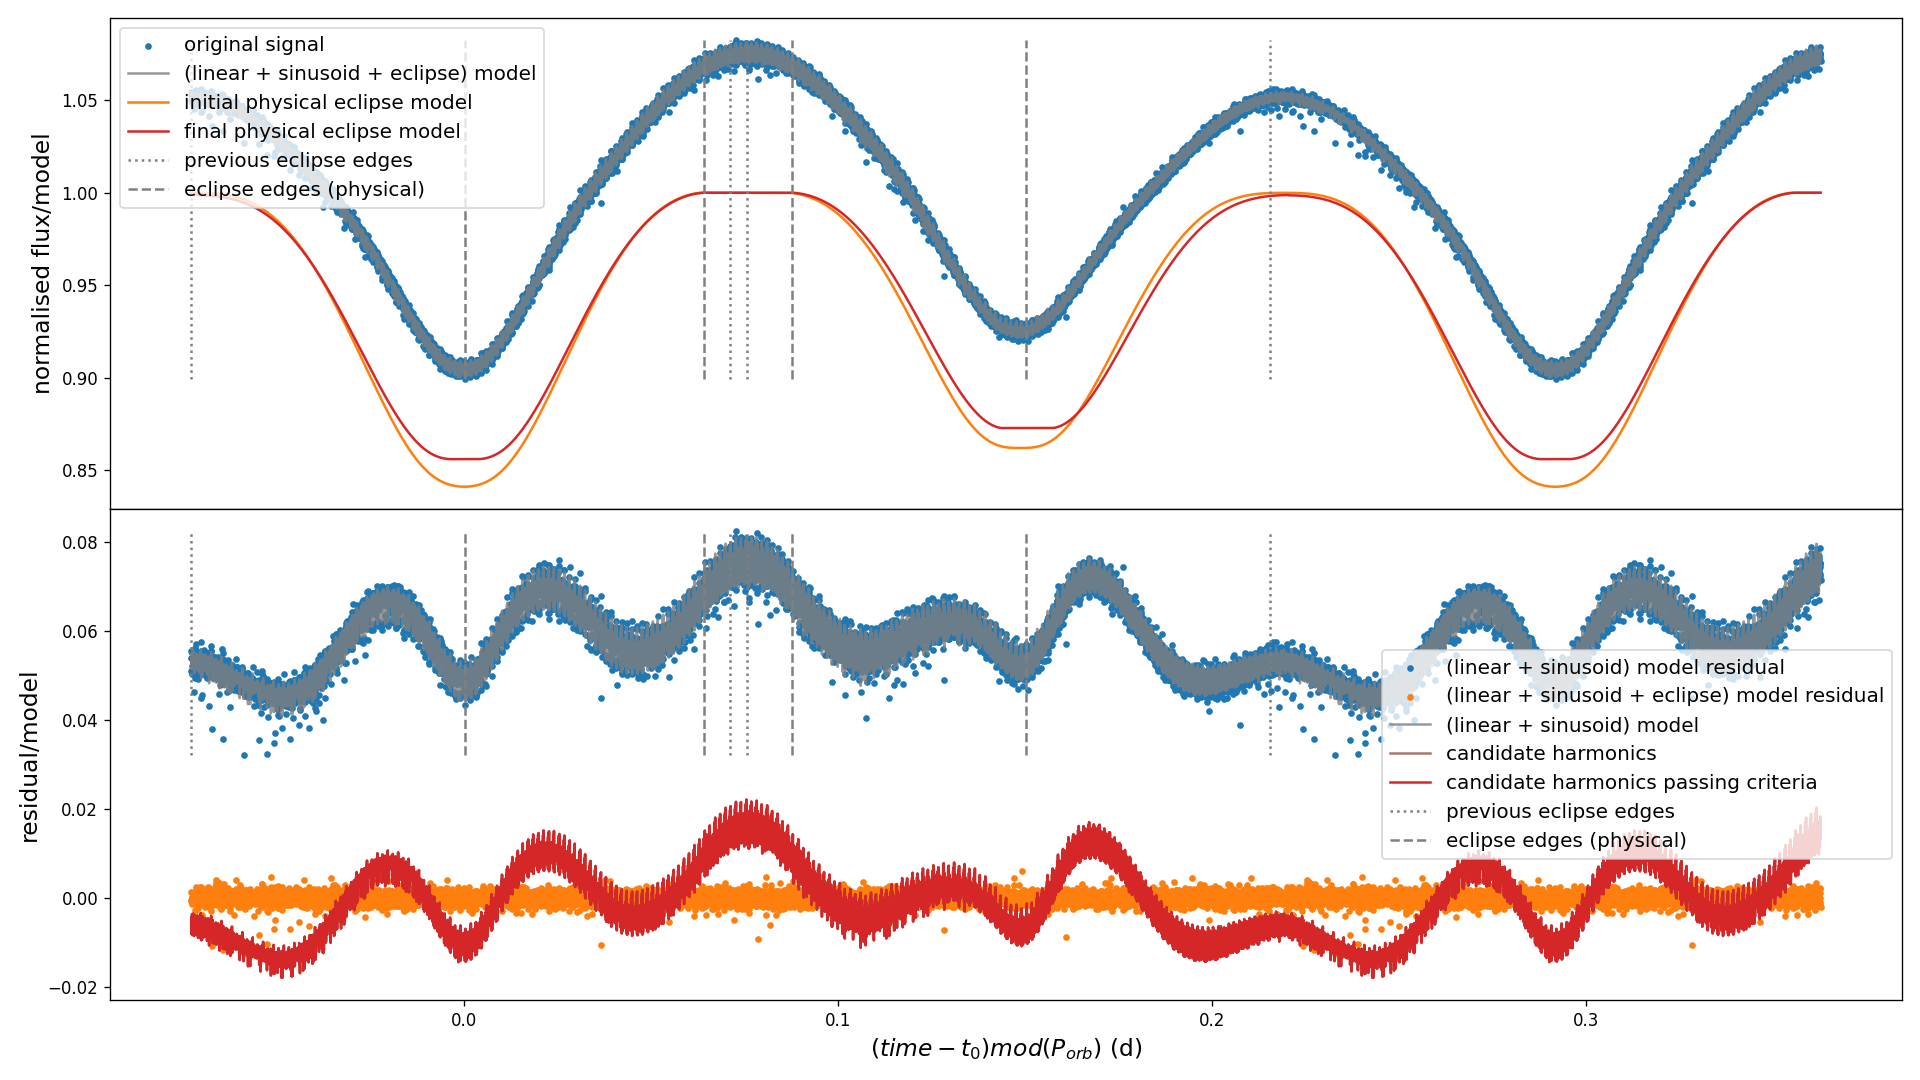 original signal
(linear + sinusoid + eclipse) model
initial physical eclipse model
final physical eclipse model
previous eclipse edges
eclipse edges (physical)
normalised flux/model
1.05
1.00
0.95
0.90
0.85
(linear + sinusoid) model residual
(linear + sinusoid + eclipse) model residual
(linear + sinusoid) model
candidate harmonics
candidate harmonics passing criteria
previous eclipse edges
eclipse edges (physical)
residual/model
0.08
0.06
0.04
0.02
0.00
−0.02
0.0 0.1 0.2 0.3
(time − t₀)mod(P_orb) (d)